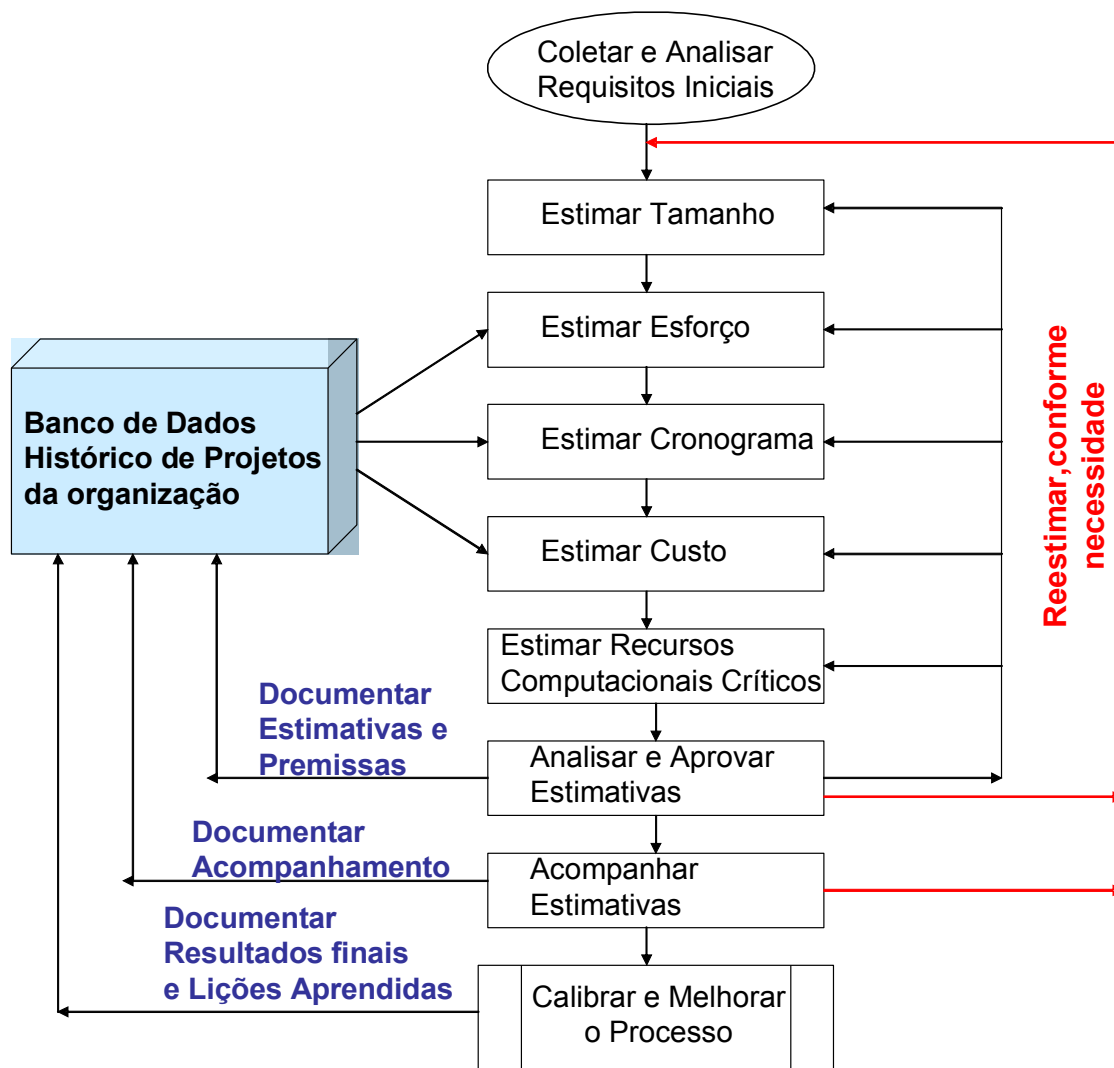 Coletar e Analisar
Requisitos Iniciais
Estimar Tamanho
Estimar Esforço
Banco de Dados
Histórico de Projetos
da organização
Estimar Cronograma
Estimar Custo
Estimar Recursos
Computacionais Críticos
Reestimar,conforme
necessidade
Documentar
Estimativas e
Premissas
Analisar e Aprovar
Estimativas
Documentar
Acompanhamento
Acompanhar
Estimativas
Documentar
Resultados finais
e Lições Aprendidas
Calibrar e Melhorar
o Processo